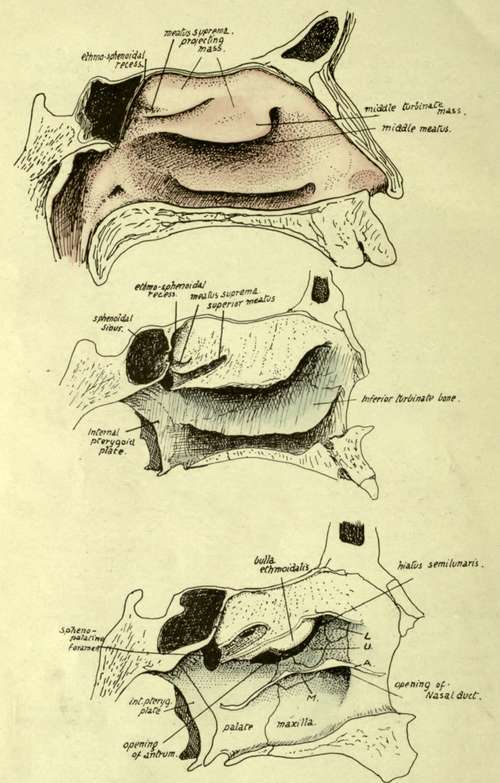 meatus suprema
projecting
mass.
ethmo-sphenoidal
recess.
middle turbinate
mass.
middle meatus.
ethmo-sphenoidal
recess.
meatus suprema
superior meatus
sphenoidal
sinus.
Inferior turbinate bone.
Internal
pterygoid
plate.
bulla
ethmoidalis
hiatus semilunaris.
Spheno-
palatine
foramen
L.
U.
A.
opening of
Nasal duct.
M.
int. pteryg.
plate
palate
maxilla.
opening
of antrum.